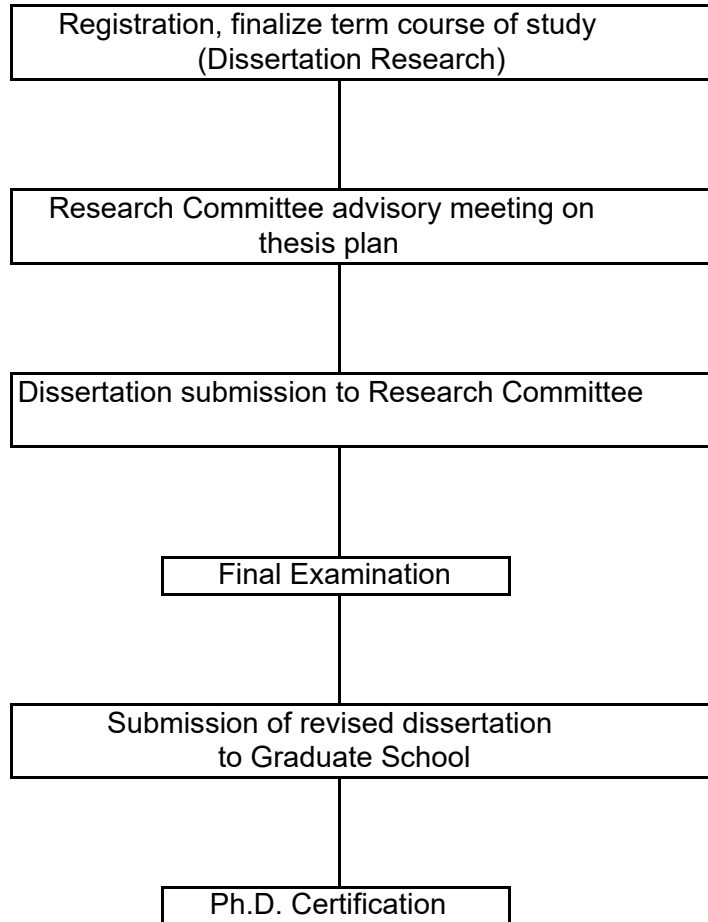 Registration, finalize term course of study
(Dissertation Research)
Research Committee advisory meeting on
thesis plan
Dissertation submission to Research Committee
Final Examination
Submission of revised dissertation
to Graduate School
Ph.D. Certification